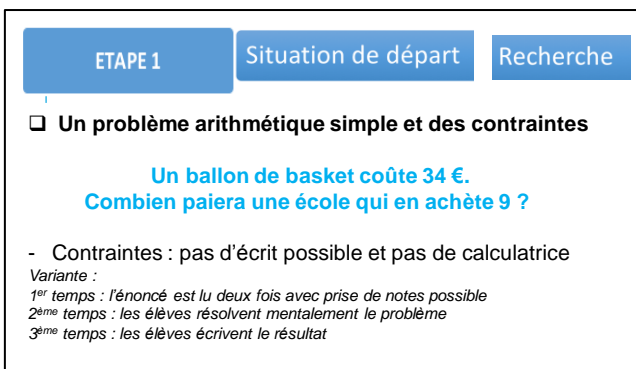 ETAPE 1
Situation de départ
Recherche
❑ Un problème arithmétique simple et des contraintes
Un ballon de basket coûte 34 €.
Combien paiera une école qui en achète 9 ?
- Contraintes : pas d’écrit possible et pas de calculatrice
Variante :
1er temps : l’énoncé est lu deux fois avec prise de notes possible
2ème temps : les élèves résolvent mentalement le problème
3ème temps : les élèves écrivent le résultat